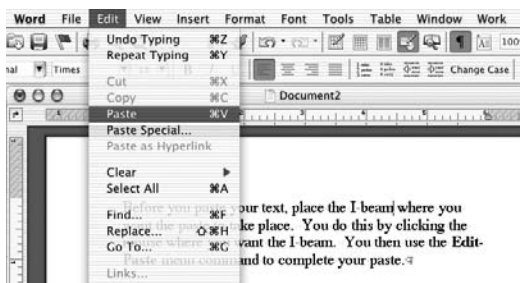 Word File Edit View Insert Format Font Tools Table Window Work
100
nal Times
Change Case
Undo Typing ⌘Z
Repeat Typing ⌘Y
Cut ⌘X
Copy ⌘C
Paste ⌘V
Paste Special...
Paste as Hyperlink
Clear ▶
Select All ⌘A
Find... ⌘F
Replace... ⇧⌘H
Go To... ⌘G
Links...
Document2
Before you paste your text, place the I-beam where you
want the paste to take place. You do this by clicking the
mouse where you want the I-beam. You then use the Edit-
Paste menu command to complete your paste.